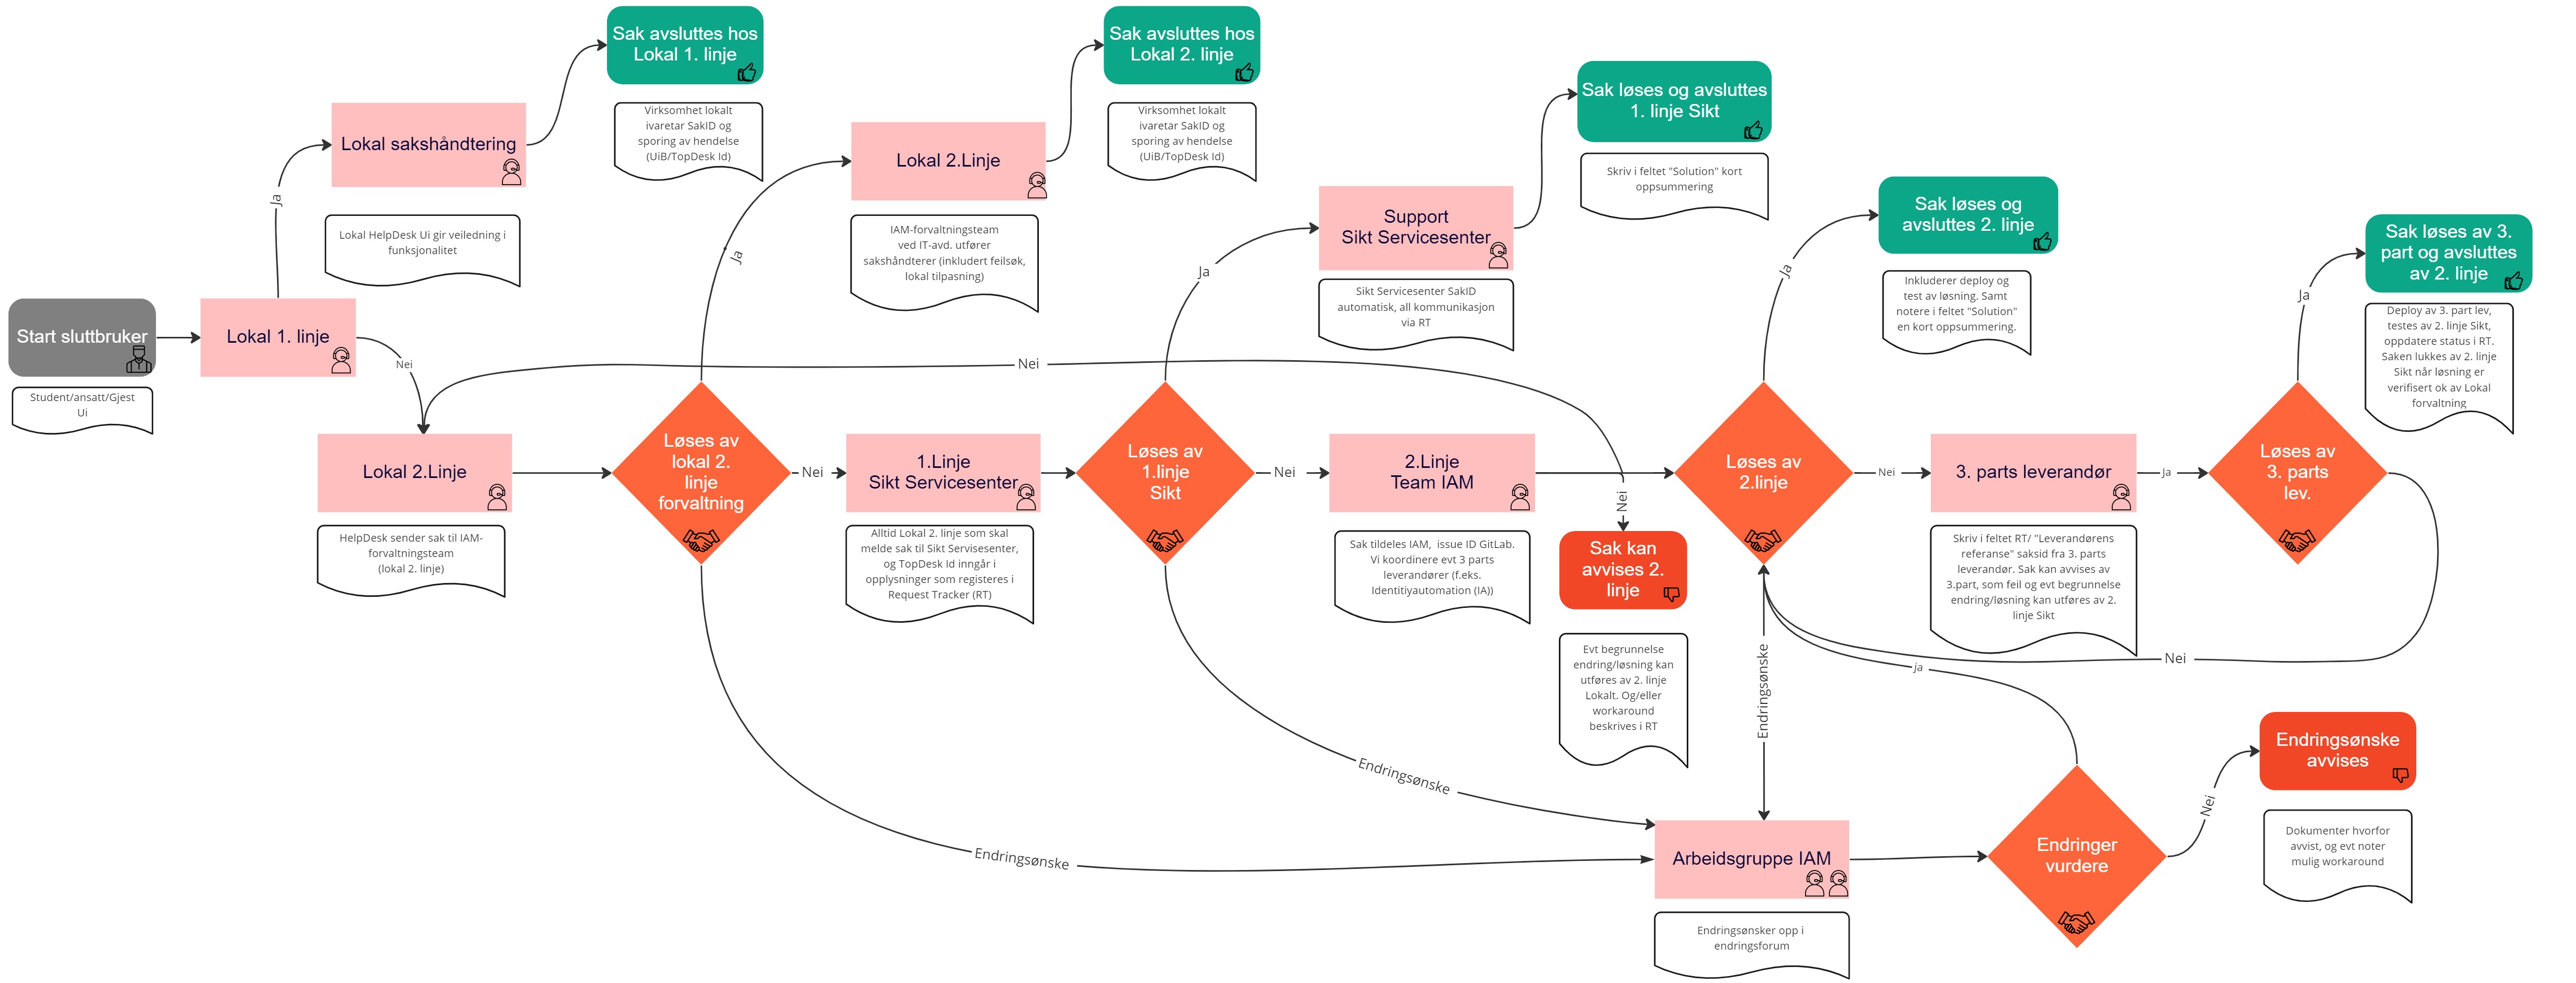 Sak avsluttes hos
Lokal 1. linje
Sak avsluttes hos
Lokal 2. linje
Sak løses og avsluttes
1. linje Sikt
Lokal sakshåndtering
Virksomhet lokalt
ivaretar SakID og
sporing av hendelse
(UiB/TopDesk Id)
Lokal 2.Linje
Virksomhet lokalt
ivaretar SakID og
sporing av hendelse
(UiB/TopDesk Id)
Skriv i feltet "Solution" kort
oppsummering
Ja
Lokal HelpDesk Ui gir veiledning i
funksjonalitet
Ja
IAM-forvaltningsteam
ved IT-avd. utfører
sakshåndterer (inkludert feilsøk,
lokal tilpasning)
Ja
Support
Sikt Servicesenter
Sikt Servicesenter SakID
automatisk, all kommunikasjon
via RT
Ja
Sak løses og
avsluttes 2. linje
Inkluderer deploy og
test av løsning. Samt
notere i feltet "Solution"
en kort oppsummering.
Ja
Sak løses av 3.
part og avsluttes
av 2. linje
Deploy av 3. part lev,
testes av 2. linje Sikt,
oppdatere status i RT.
Saken lukkes av 2. linje
Sikt når løsning er
verifisert ok av Lokal
forvaltning
Start sluttbruker
Student/ansatt/Gjest
Ui
Lokal 1. linje
Nei
Nei
Lokal 2.Linje
HelpDesk sender sak til IAM-
forvaltningsteam
(lokal 2. linje)
Løses av
lokal 2.
linje
forvaltning
Nei
1.Linje
Sikt Servicesenter
Alltid Lokal 2. linje som skal
melde sak til Sikt Servisesenter,
og TopDesk Id inngår i
opplysninger som registeres i
Request Tracker (RT)
Løses av
1.linje
Sikt
Nei
2.Linje
Team IAM
Sak tildeles IAM, issue ID GitLab.
Vi koordinere evt 3 parts
leverandører (f.eks.
Identitiyautomation (IA))
Nei
Sak kan
avvises 2.
linje
Evt begrunnelse
endring/løsning kan
utføres av 2. linje
Lokalt. Og/eller
workaround
beskrives i RT
Løses av
2.linje
Nei
3. parts leverandør
Skriv i feltet RT/ "Leverandørens
referanse" saksid fra 3. parts
leverandør. Sak kan avvises av
3.part, som feil og evt begrunnelse
endring/løsning kan utføres av 2.
linje Sikt
Ja
Løses av
3. parts
lev.
Nei
ja
Endringsønske
Endringsønske
Endringsønske
Arbeidsgruppe IAM
Endringsønsker opp i
endringsforum
Endringer
vurdere
Nei
Endringsønske
avvises
Dokumenter hvorfor
avvist, og evt noter
mulig workaround